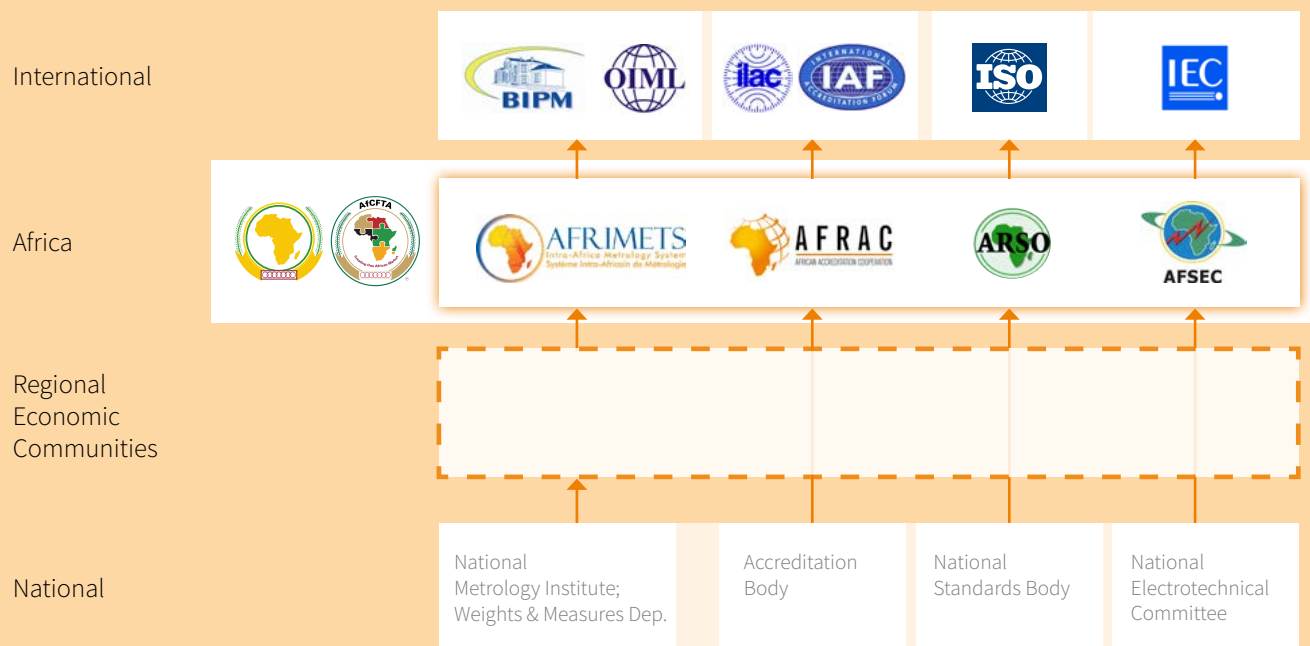 International
BIPM
OIML
ilac
INTERNATIONAL
IAF
ACCREDITATION FORUM
ISO
IEC
Africa
AfCFTA
AFRIMETS
Intra-Africa Metrology System
Système Intra-Africain de Métrologie
AFRAC
AFRICAN ACCREDITATION COOPERATION
ARSO
AFSEC
Regional
Economic
Communities
National
National
Metrology Institute;
Weights & Measures Dep.
Accreditation
Body
National
Standards Body
National
Electrotechnical
Committee